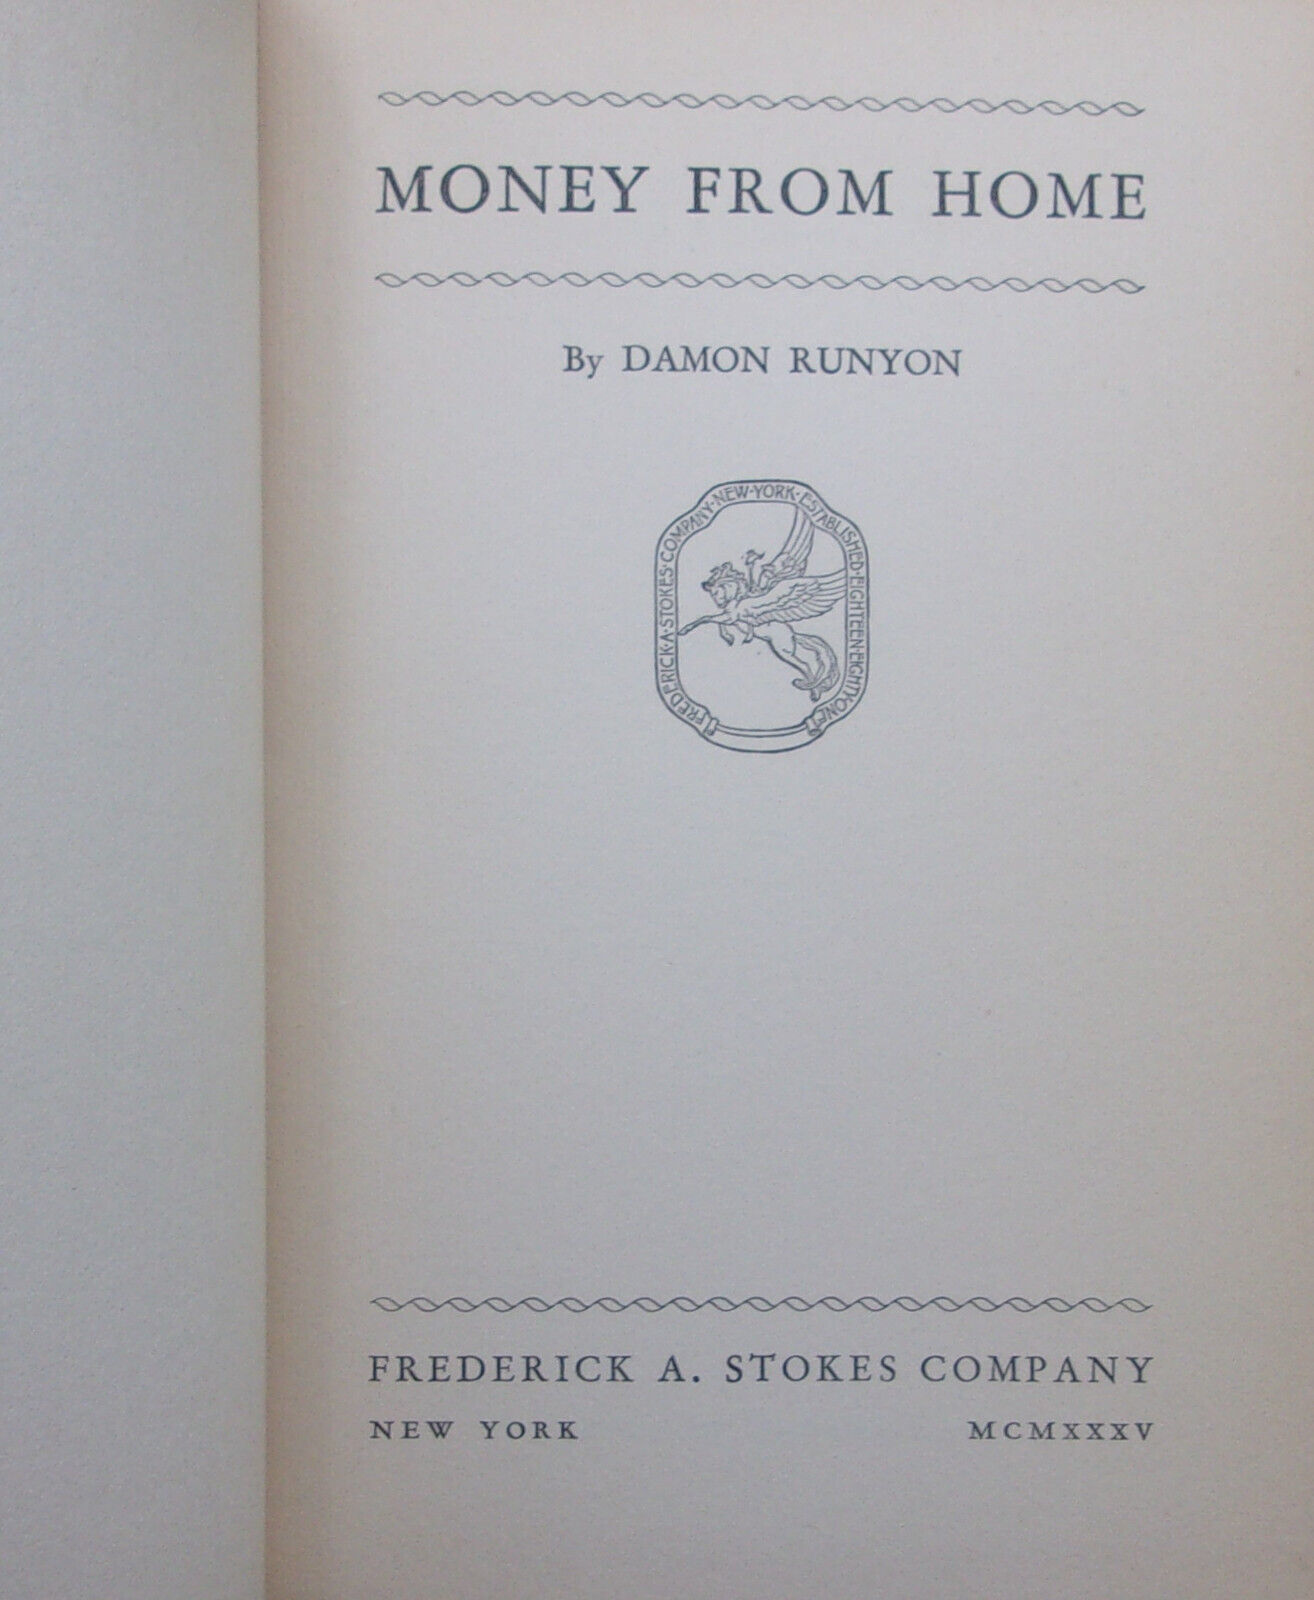 MONEY FROM HOME
By DAMON RUNYON
FREDERICK·A·STOKES·COMPANY·NEW·YORK·ESTABLISHED·EIGHTEEN·EIGHTY·ONE
FREDERICK A. STOKES COMPANY
NEW YORK MCMXXXV